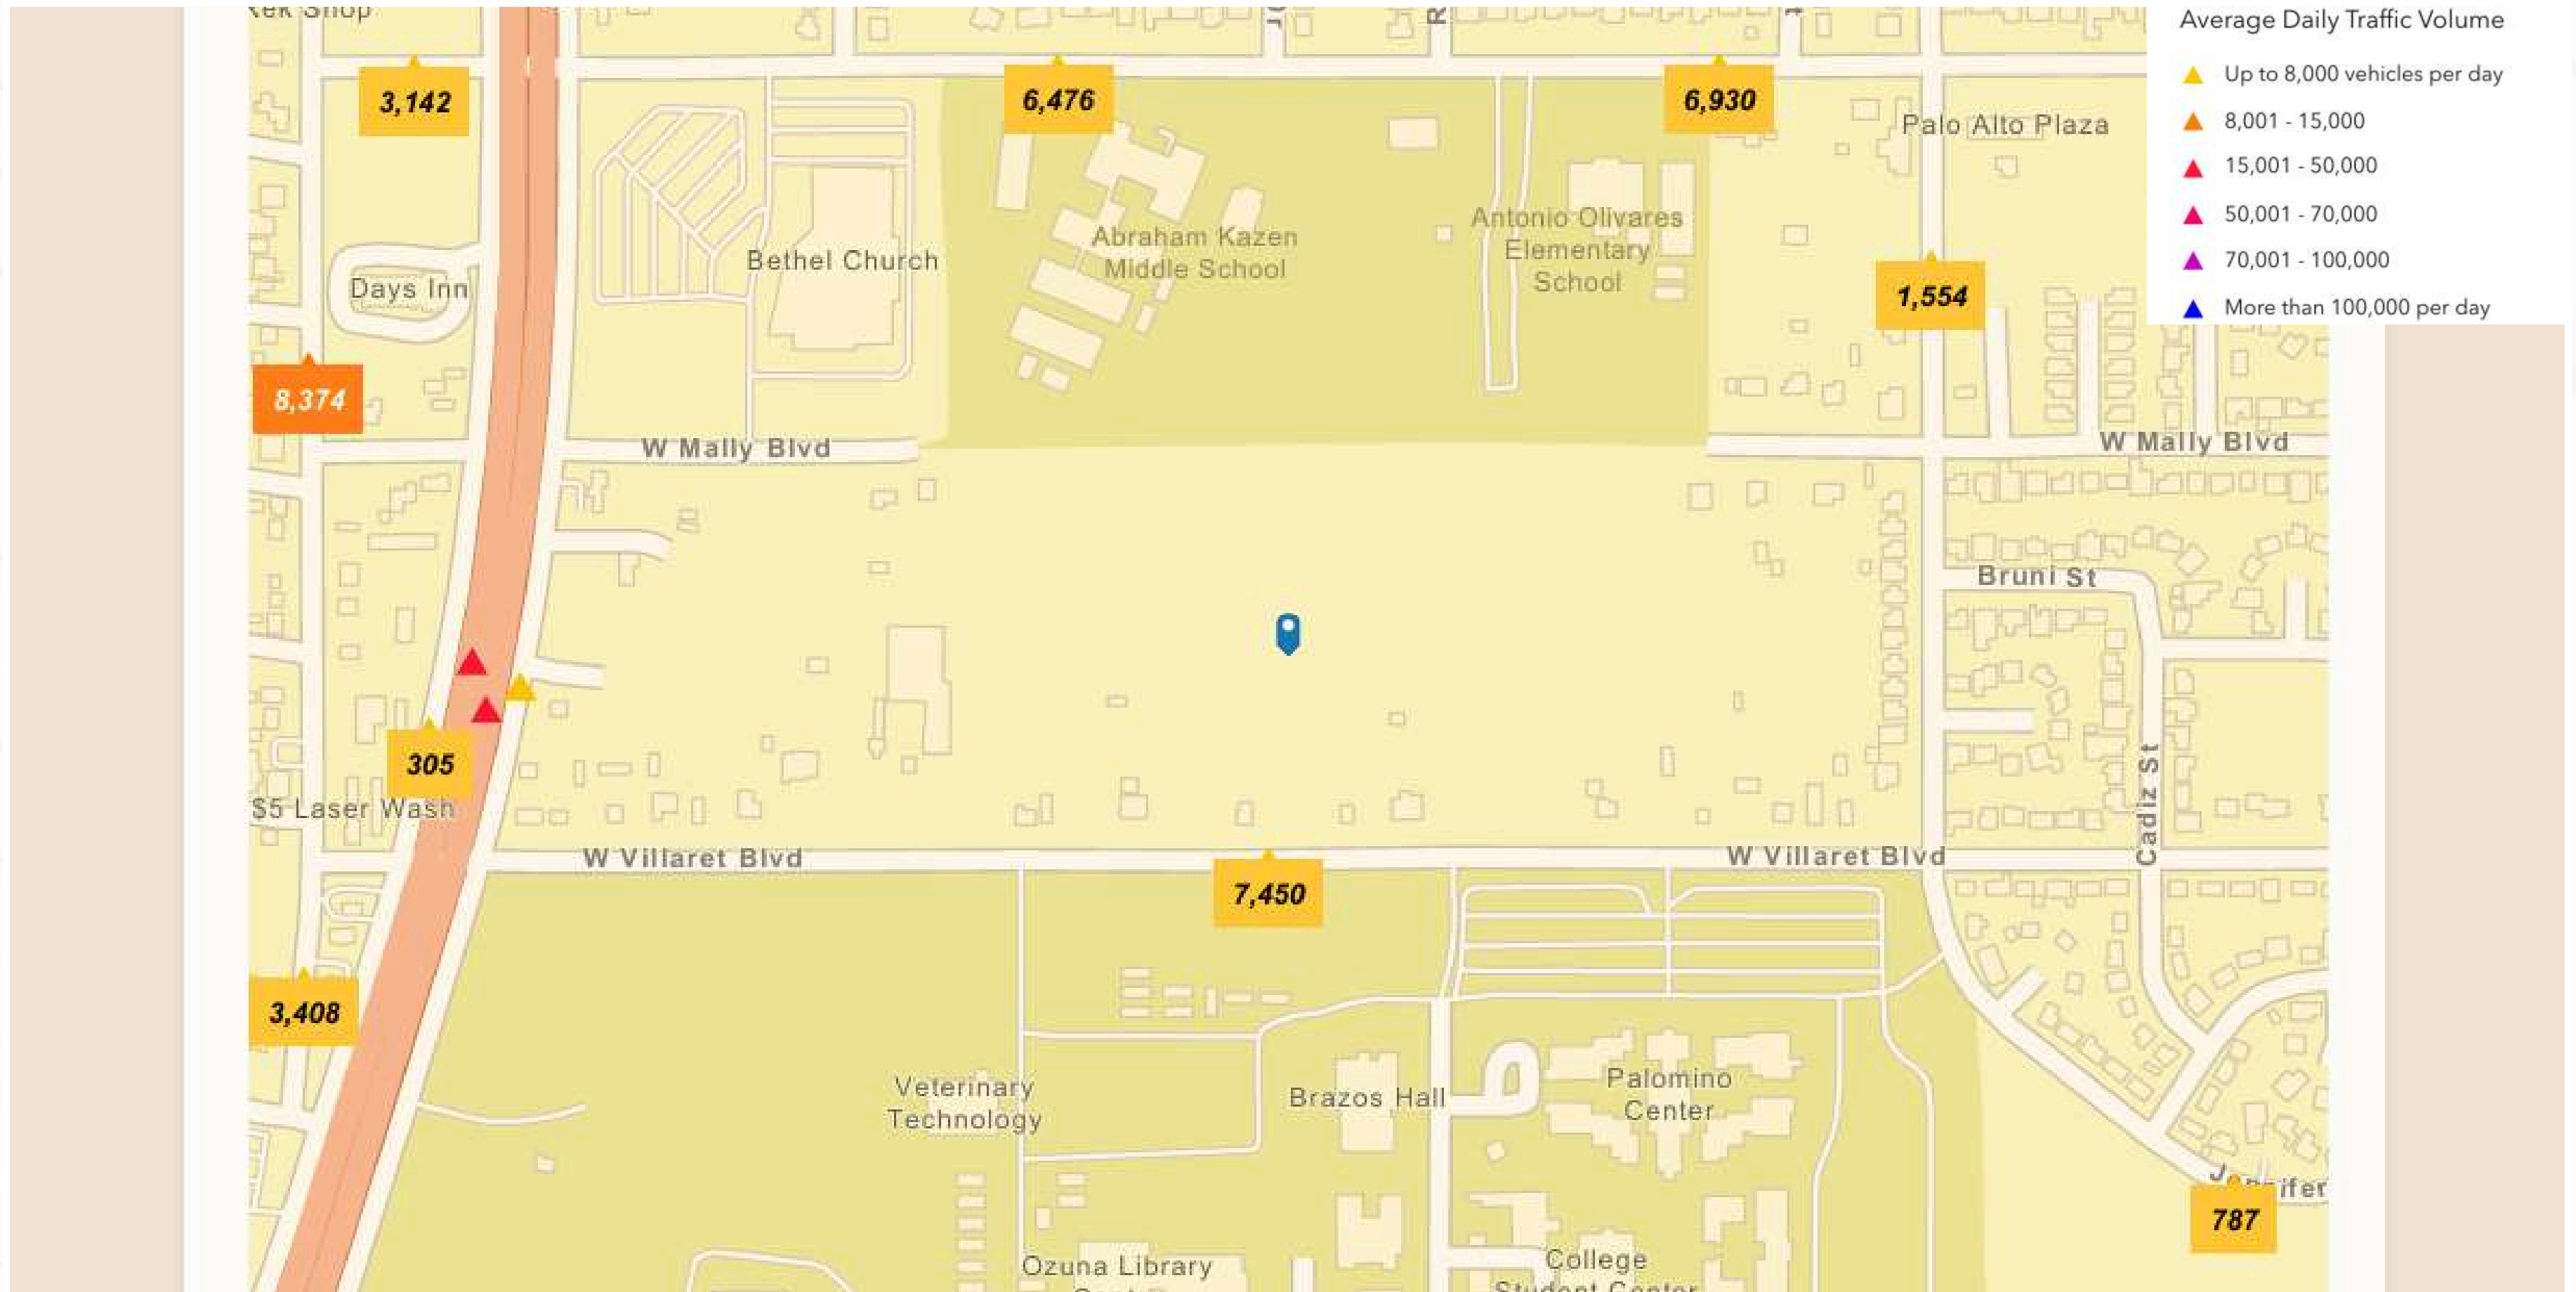 Average Daily Traffic Volume
Up to 8,000 vehicles per day
8,001 - 15,000
15,001 - 50,000
50,001 - 70,000
70,001 - 100,000
More than 100,000 per day
3,142
6,476
6,930
Palo Alto Plaza
Antonio Olivares
Elementary
School
Abraham Kazen
Middle School
Bethel Church
Days Inn
1,554
8,374
W Mally Blvd
W Mally Blvd
Bruni St
305
$5 Laser Wash
Cadiz St
W Villaret Blvd
W Villaret Blvd
7,450
3,408
Veterinary
Technology
Brazos Hall
Palomino
Center
787
Ozuna Library
College
Student Center